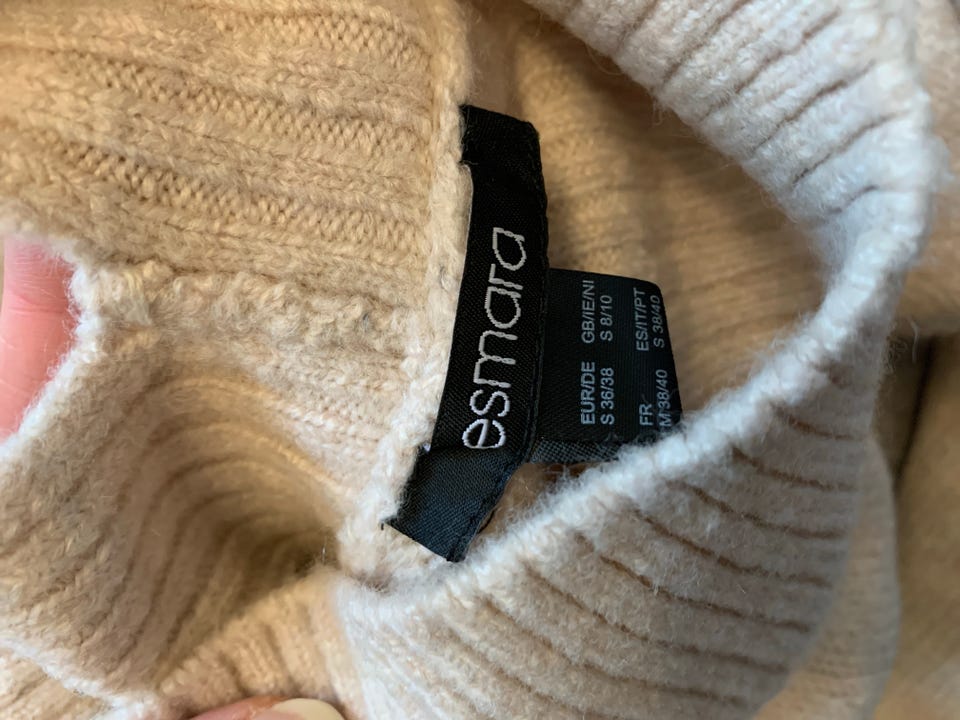 esmara
EUR/DE GB/IE/NI
S 36/38 S 8/10
FR ES/IT/PT
M 38/40 S 38/40